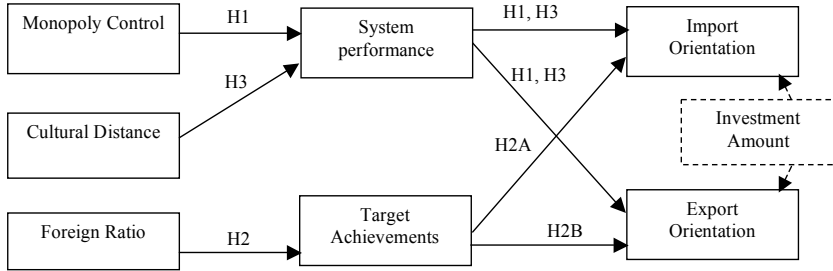 Monopoly Control
H1
System
performance
H1, H3
Import
Orientation
H3
H1, H3
Cultural Distance
Investment
Amount
H2A
Foreign Ratio
H2
Target
Achievements
H2B
Export
Orientation